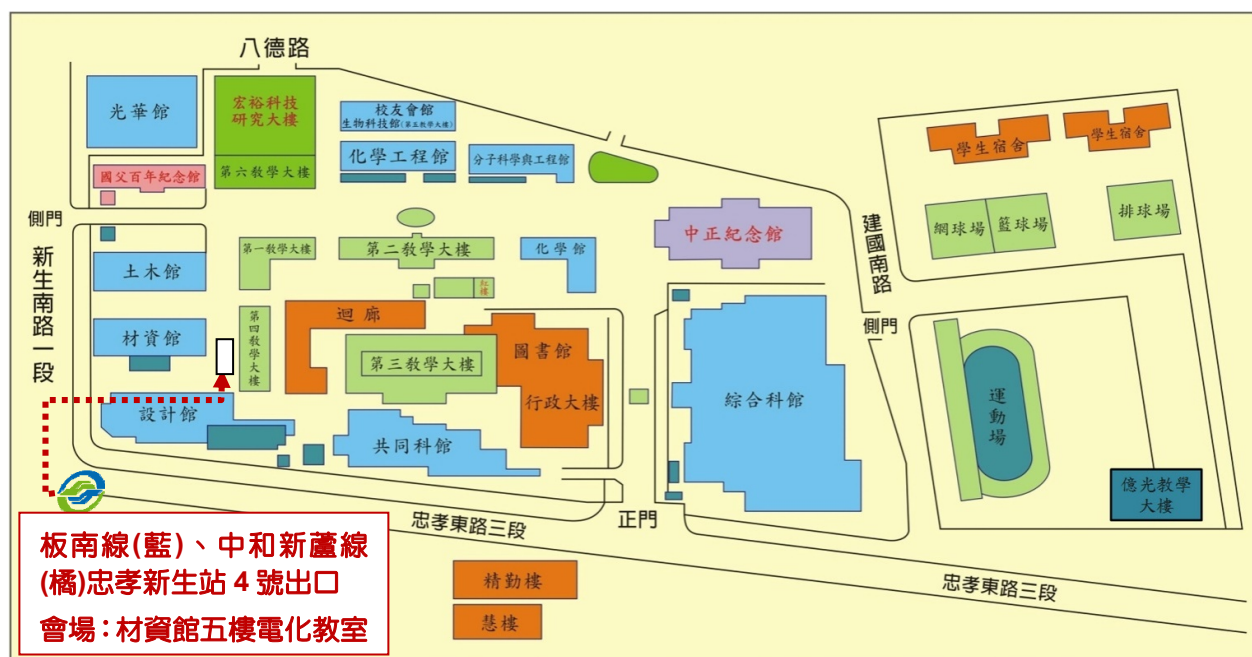 八德路
光華館
宏裕科技
研究大樓
校友會館
生物科技館(第五教學大樓)
化學工程館
分子科學與工程館
學生宿舍
學生宿舍
國父百年紀念館
第六教學大樓
側門
新生南路一段
第一教學大樓
第二教學大樓
化學館
中正紀念館
建國南路
網球場
籃球場
排球場
土木館
紅樓
材資館
第四教學大樓
迴廊
圖書館
第三教學大樓
行政大樓
側門
綜合科館
運動場
設計館
共同科館
億光教學
大樓
忠孝東路三段
正門
板南線(藍)、中和新蘆線
(橘)忠孝新生站 4 號出口
會場：材資館五樓電化教室
精勤樓
慧樓
忠孝東路三段